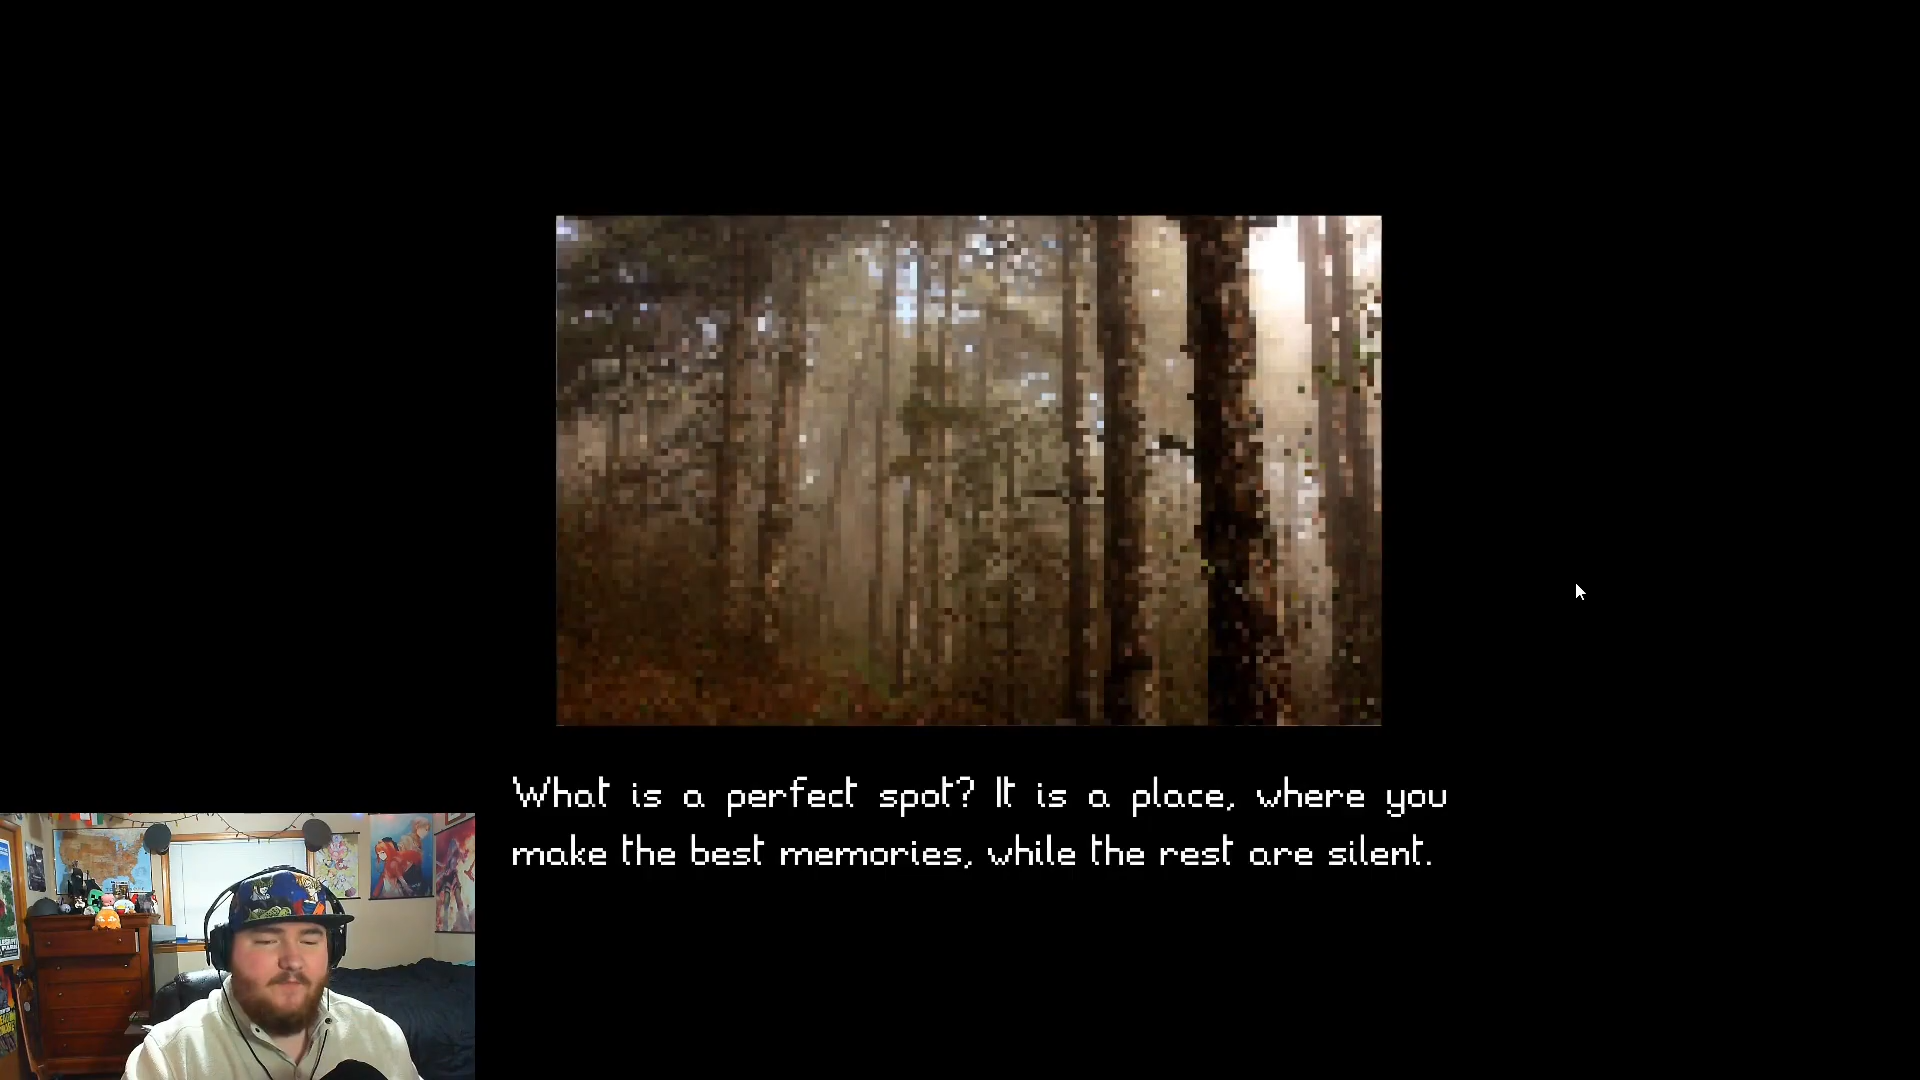 What is a perfect spot? It is a place, where you
make the best memories, while the rest are silent.